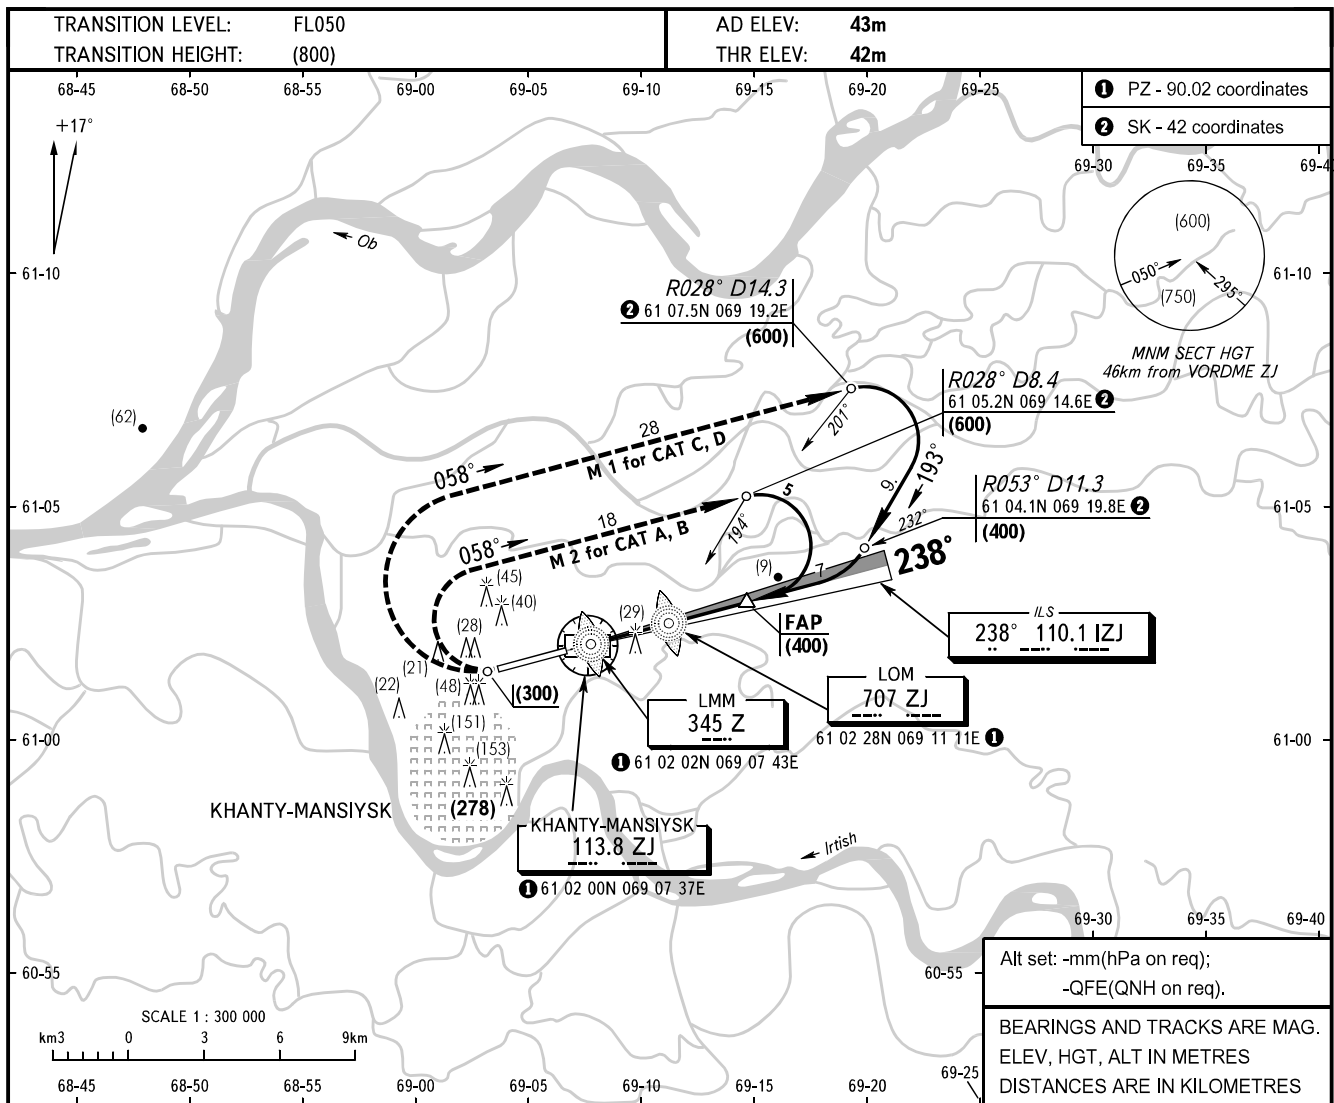 TRANSITION LEVEL: FL050
TRANSITION HEIGHT: (800)
AD ELEV: 43m
THR ELEV: 42m
68-45 68-50 68-55 69-00 69-05 69-10 69-15 69-20 69-25
❶ PZ - 90.02 coordinates
❷ SK - 42 coordinates
+17°
69-30 69-35 69-4
(600)
050°
295°
(750)
MNM SECT HGT
46km from VORDME ZJ
Ob
61-10
61-10
R028° D14.3
❷ 61 07.5N 069 19.2E
(600)
R028° D8.4
61 05.2N 069 14.6E ❷
(600)
(62)
28
058°
M 1 for CAT C, D
201°
193°
9.
R053° D11.3
61 04.1N 069 19.8E ❷
(400)
61-05
61-05
18
058°
M 2 for CAT A, B
5
194°
232°
238°
7
(9)
(45)
(40)
(28)
(29)
(21)
(22)
(48)
(300)
FAP
(400)
ILS
238° 110.1 IZJ
LOM
707 ZJ
61 02 28N 069 11 11E ❶
LMM
345 Z
❶ 61 02 02N 069 07 43E
61-00
61-00
(151)
(153)
(278)
KHANTY-MANSIYSK
KHANTY-MANSIYSK
113.8 ZJ
❶ 61 02 00N 069 07 37E
Irtish
69-30 69-35 69-40
60-55
60-55
Alt set: -mm(hPa on req);
-QFE(QNH on req).
BEARINGS AND TRACKS ARE MAG.
ELEV, HGT, ALT IN METRES
DISTANCES ARE IN KILOMETRES
SCALE 1 : 300 000
km3 0 3 6 9km
68-45 68-50 68-55 69-00 69-05 69-10 69-15 69-20 69-25